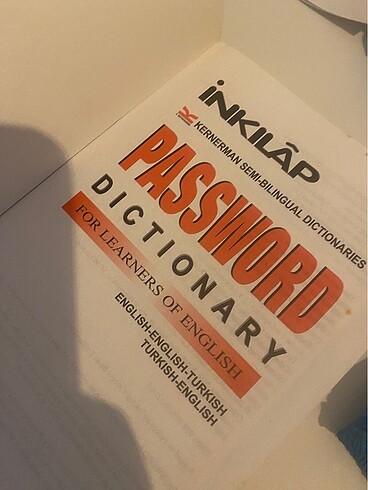 İNKILÂP
KERNERMAN SEMI-BILINGUAL DICTIONARIES
PASSWORD
DICTIONARY
FOR LEARNERS OF ENGLISH
ENGLISH-ENGLISH-TURKISH
TURKISH-ENGLISH